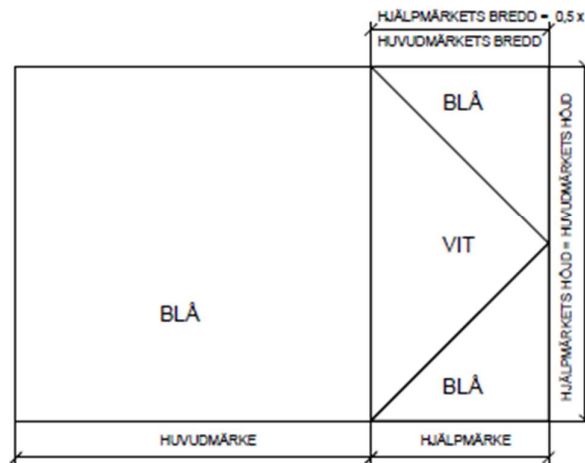 HJÄLPMÄRKETS BREDD = 0,5 x
HUVUDMÄRKETS BREDD
BLÅ
VIT
BLÅ
BLÅ
HJÄLPMÄRKETS HÖJD = HUVUDMÄRKETS HÖJD
HUVUDMÄRKE
HJÄLPMÄRKE